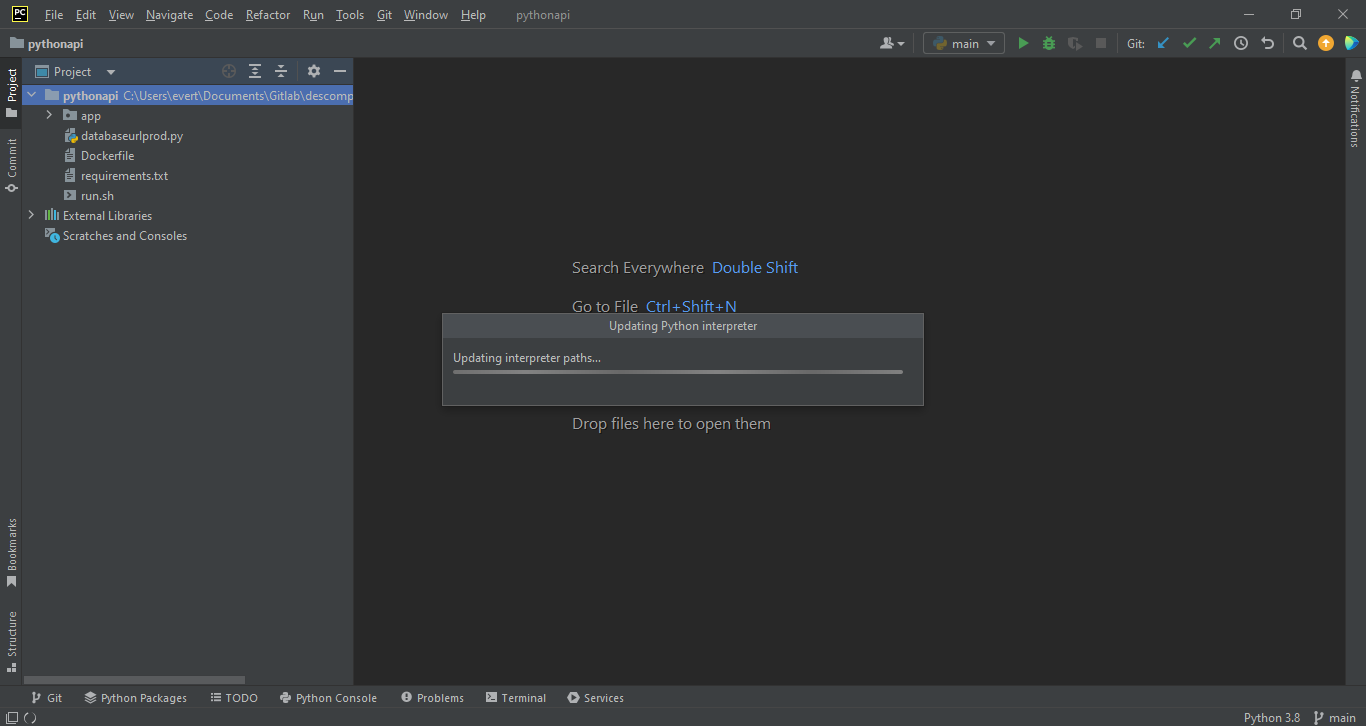 PC File Edit View Navigate Code Refactor Run Tools Git Window Help pythonapi
pythonapi main Git:
Project
Project
pythonapi C:\Users\evert\Documents\Gitlab\descomp
app
databaseurlprod.py
Dockerfile
requirements.txt
run.sh
External Libraries
Scratches and Consoles
Commit
Bookmarks
Structure
Notifications
Search Everywhere Double Shift
Go to File Ctrl+Shift+N
Updating Python interpreter
Updating interpreter paths...
Drop files here to open them
Git Python Packages TODO Python Console Problems Terminal Services
Python 3.8 main